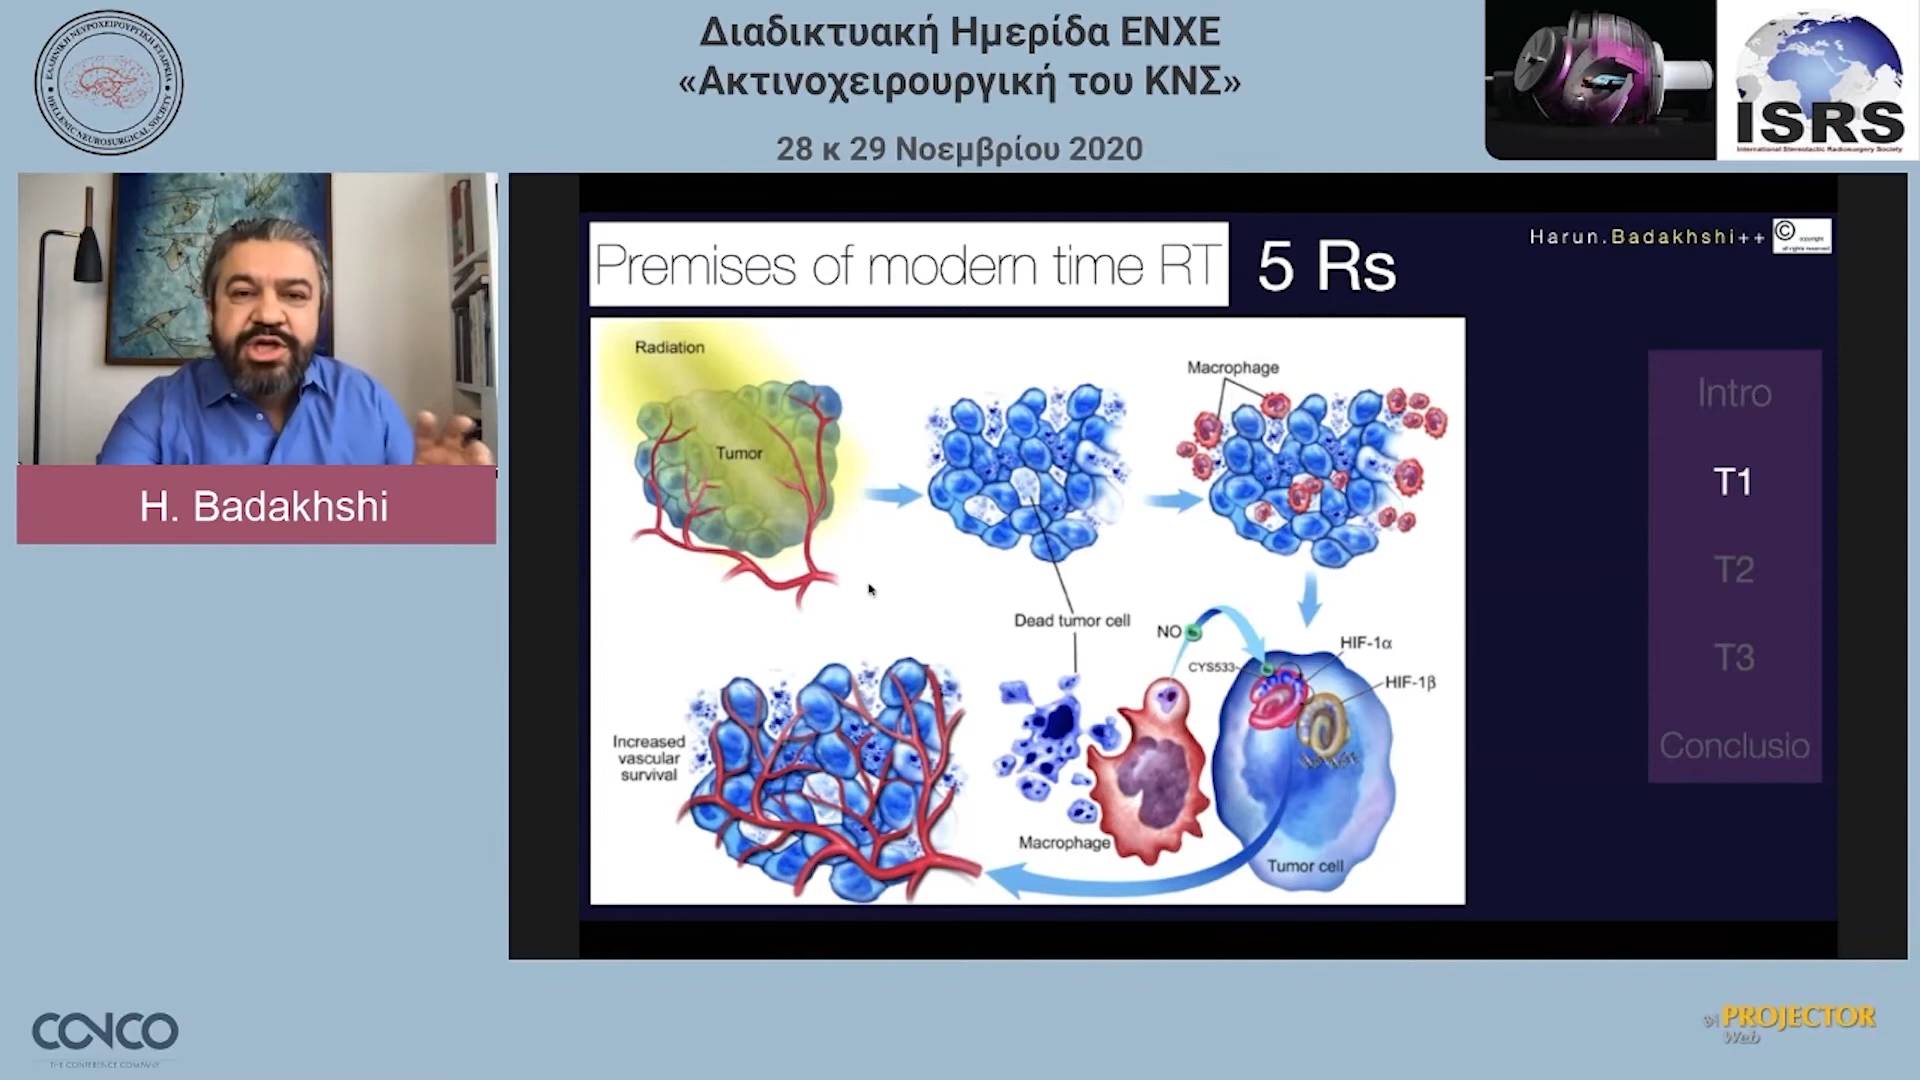 Διαδικτυακή Ημερίδα ΕΝΧΕ
«Ακτινοχειρουργική του ΚΝΣ»
28 κ 29 Νοεμβρίου 2020
ΕΛΛΗΝΙΚΗ ΝΕΥΡΟΧΕΙΡΟΥΡΓΙΚΗ ΕΤΑΙΡΕΙΑ
HELLENIC NEUROSURGICAL SOCIETY
ISRS
International Stereotactic Radiosurgery Society
H. Badakhshi
Premises of modern time RT
5 Rs
Harun.Badakhshi++
© copyright
all rights reserved
Radiation
Tumor
Macrophage
Dead tumor cell
NO
CYS533
HIF-1α
HIF-1β
Increased
vascular
survival
Macrophage
Tumor cell
Intro
T1
T2
T3
Conclusio
CONCO
THE CONFERENCE COMPANY
PROJECTOR
Web